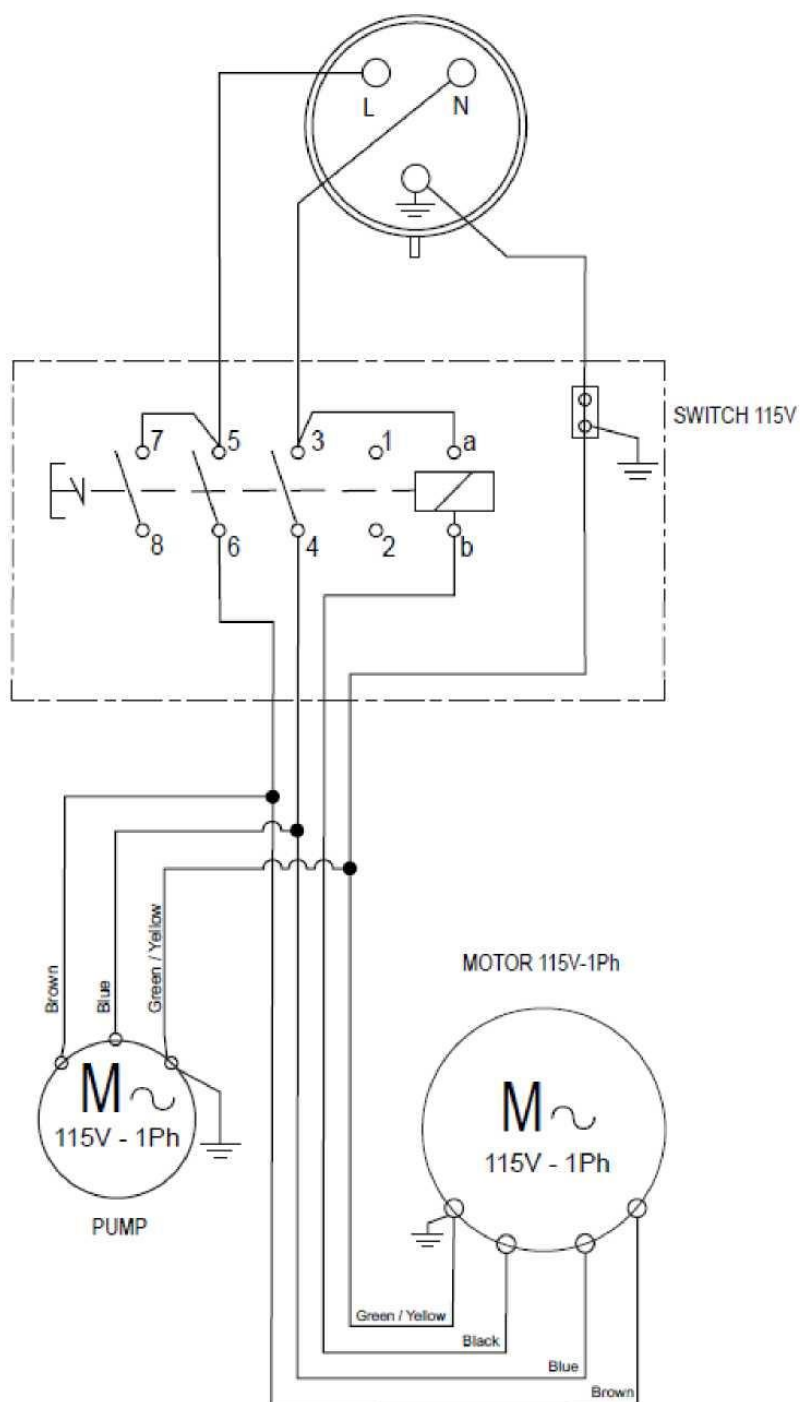 L N
SWITCH 115V
7 5 3 1 a
8 6 4 2 b
Brown
Blue
Green / Yellow
MOTOR 115V-1Ph
M
115V - 1Ph
PUMP
M
115V - 1Ph
Green / Yellow
Black
Blue
Brown